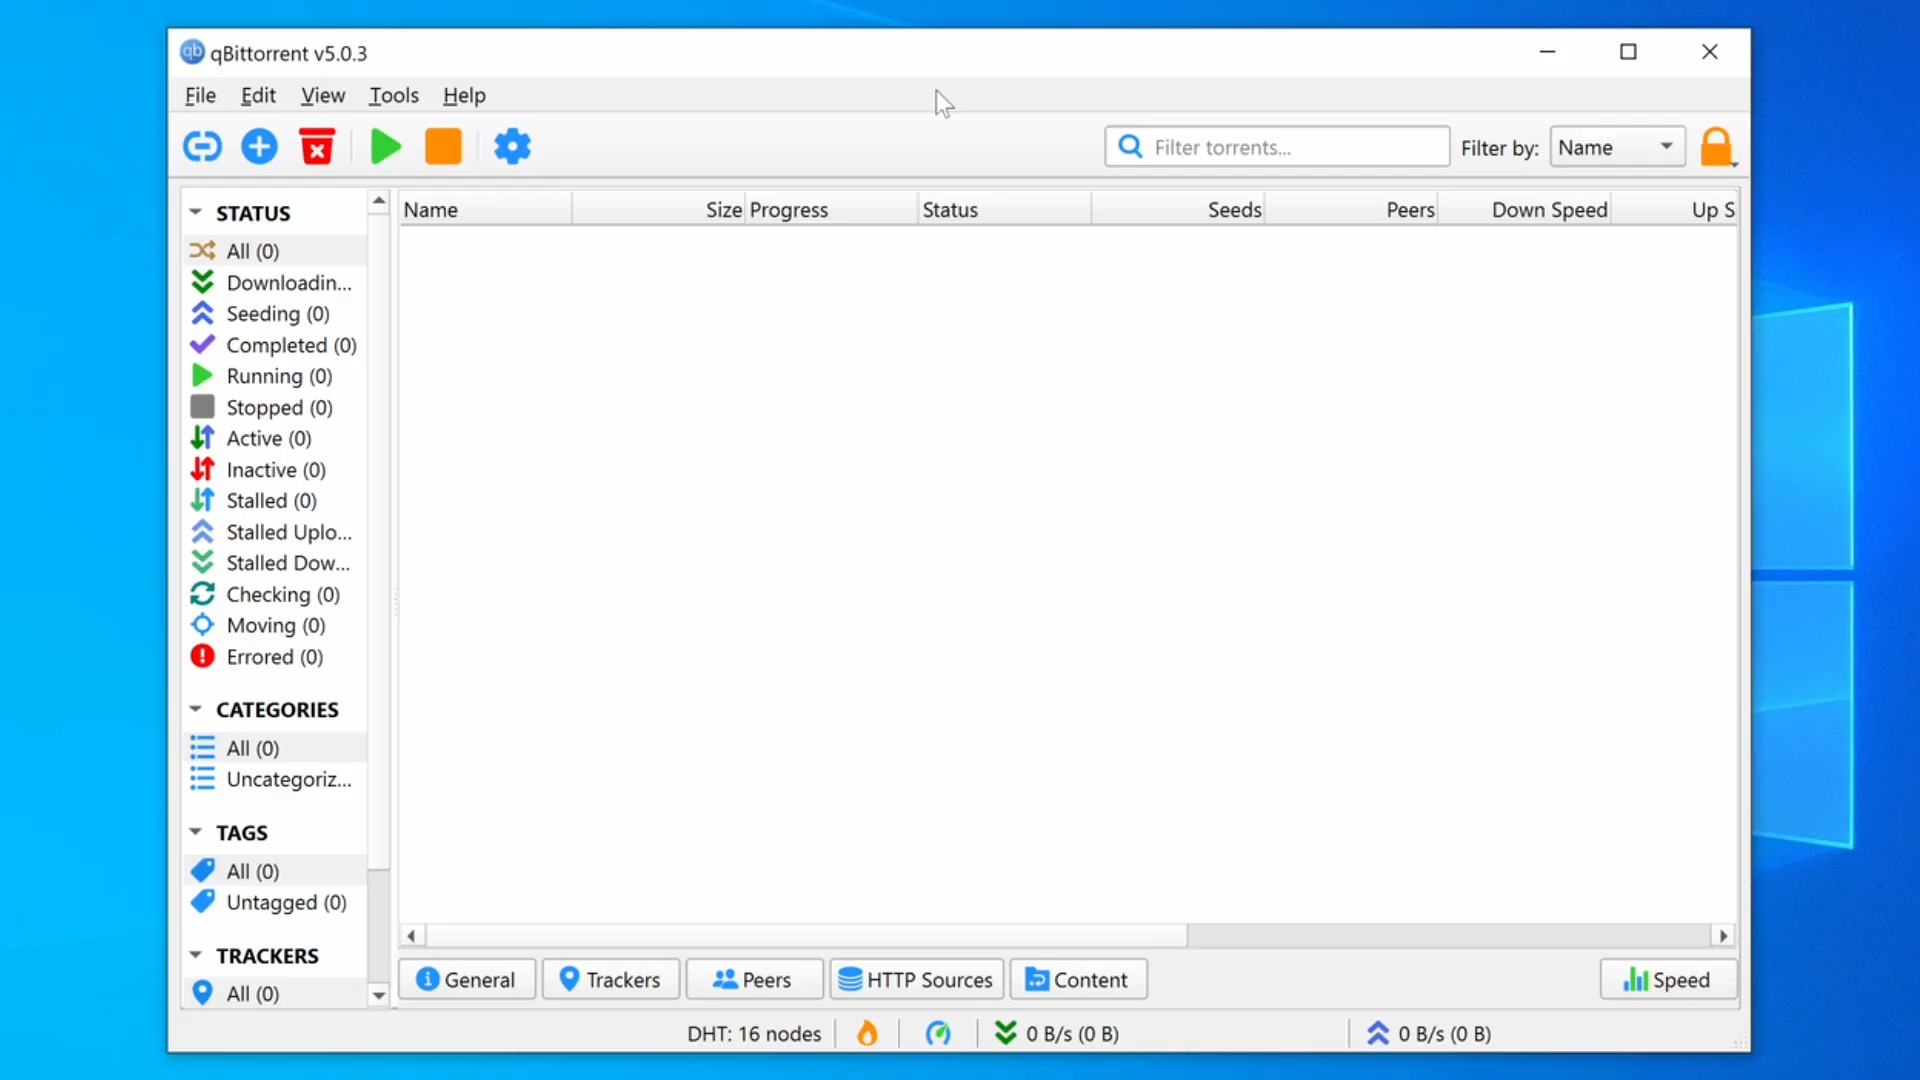 qBittorrent v5.0.3
File Edit View Tools Help
Filter torrents... Filter by: Name
STATUS
All (0)
Downloadin...
Seeding (0)
Completed (0)
Running (0)
Stopped (0)
Active (0)
Inactive (0)
Stalled (0)
Stalled Uplo...
Stalled Dow...
Checking (0)
Moving (0)
Errored (0)
CATEGORIES
All (0)
Uncategoriz...
TAGS
All (0)
Untagged (0)
TRACKERS
All (0)
Name Size Progress Status Seeds Peers Down Speed Up S
General Trackers Peers HTTP Sources Content Speed
DHT: 16 nodes 0 B/s (0 B) 0 B/s (0 B)